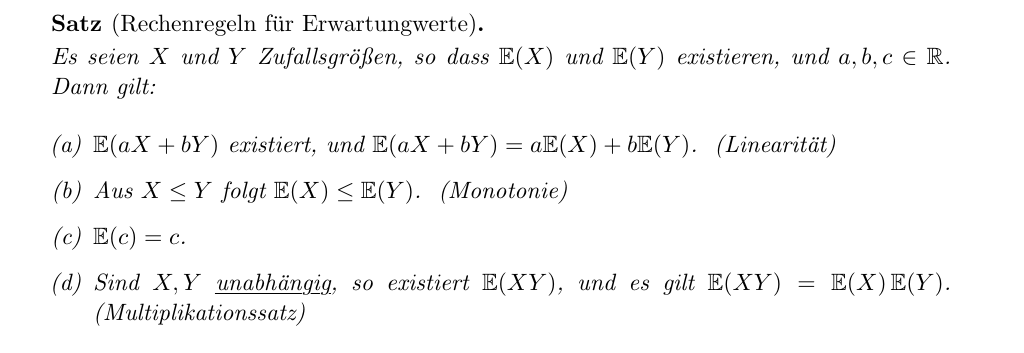 Satz (Rechenregeln für Erwartungwerte).
Es seien X und Y Zufallsgrößen, so dass 𝔼(X) und 𝔼(Y) existieren, und a, b, c ∈ ℝ.
Dann gilt:
(a) 𝔼(aX + bY) existiert, und 𝔼(aX + bY) = a𝔼(X) + b𝔼(Y). (Linearität)
(b) Aus X ≤ Y folgt 𝔼(X) ≤ 𝔼(Y). (Monotonie)
(c) 𝔼(c) = c.
(d) Sind X, Y unabhängig, so existiert 𝔼(XY), und es gilt 𝔼(XY) = 𝔼(X)𝔼(Y).
(Multiplikationssatz)